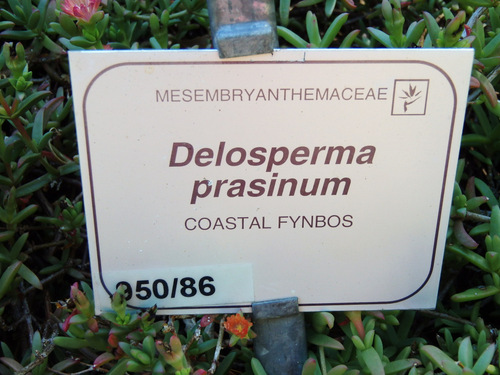 MESEMBRYANTHEMACEAE
Delosperma
prasinum
COASTAL FYNBOS
950/86